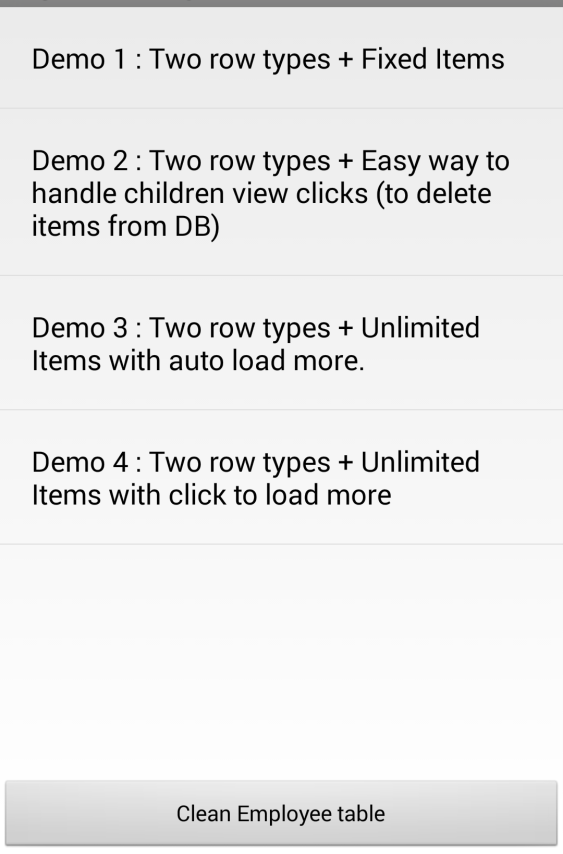 Demo 1 : Two row types + Fixed Items
Demo 2 : Two row types + Easy way to
handle children view clicks (to delete
items from DB)
Demo 3 : Two row types + Unlimited
Items with auto load more.
Demo 4 : Two row types + Unlimited
Items with click to load more
Clean Employee table